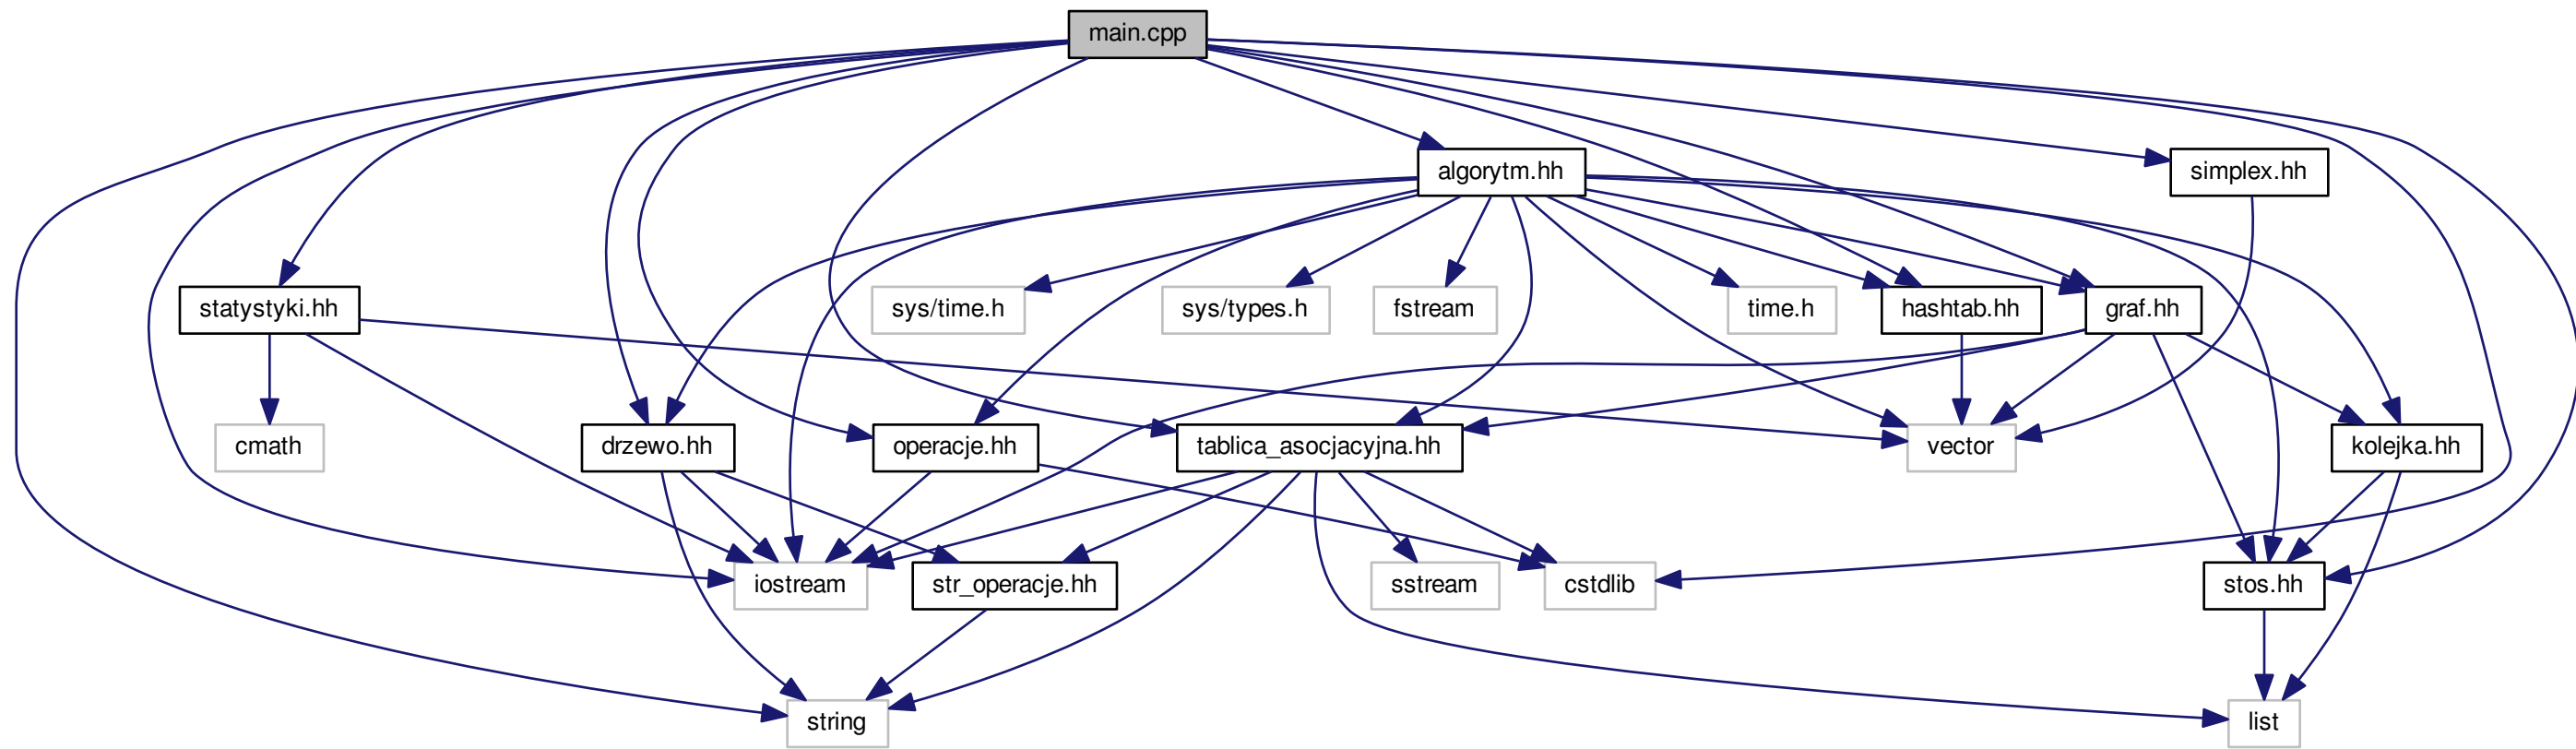 main.cpp
algorytm.hh
simplex.hh
statystyki.hh
sys/time.h
sys/types.h
fstream
time.h
hashtab.hh
graf.hh
cmath
drzewo.hh
operacje.hh
tablica_asocjacyjna.hh
vector
kolejka.hh
iostream
str_operacje.hh
sstream
cstdlib
stos.hh
string
list